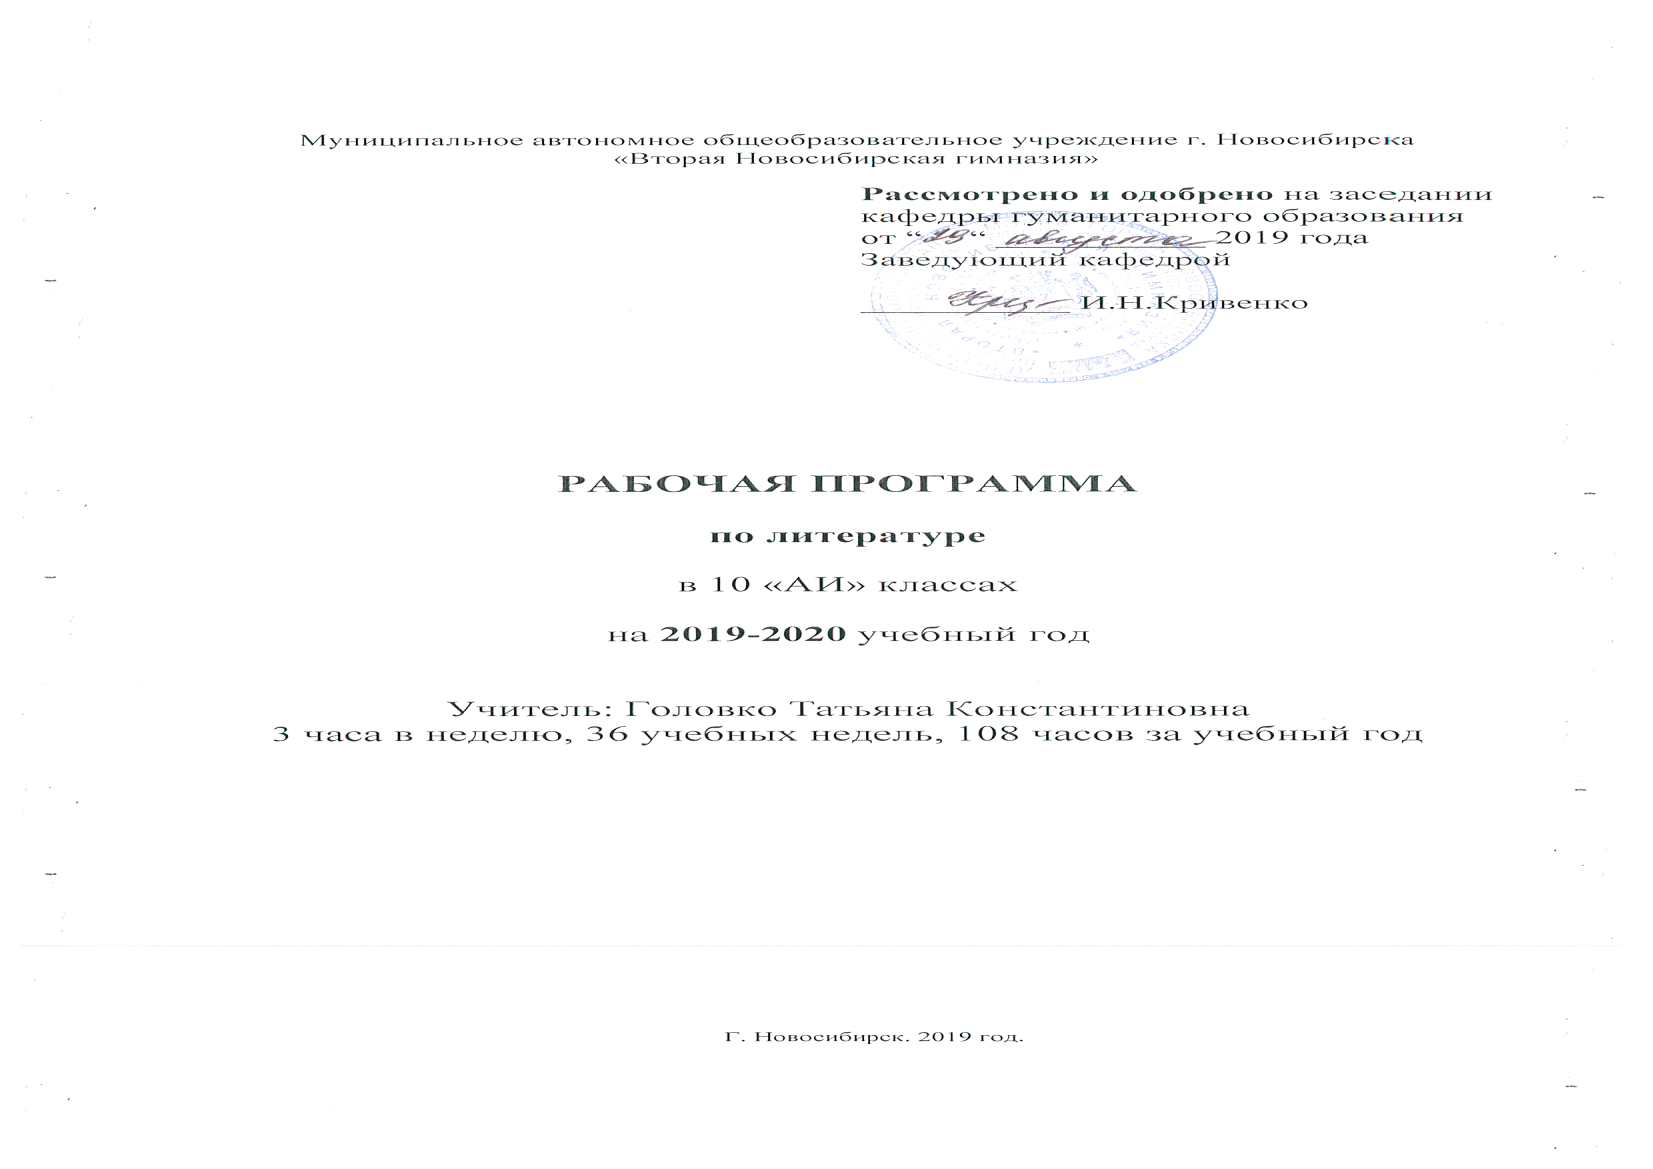 Муниципальное автономное общеобразовательное учреждение г. Новосибирска
«Вторая Новосибирская гимназия»
Рассмотрено и одобрено на заседании
кафедры гуманитарного образования
от “29“ августа 2019 года
Заведующий кафедрой
И.Н.Кривенко
РАБОЧАЯ ПРОГРАММА
по литературе
в 10 «АИ» классах
на 2019-2020 учебный год
Учитель: Головко Татьяна Константиновна
3 часа в неделю, 36 учебных недель, 108 часов за учебный год
Г. Новосибирск. 2019 год.